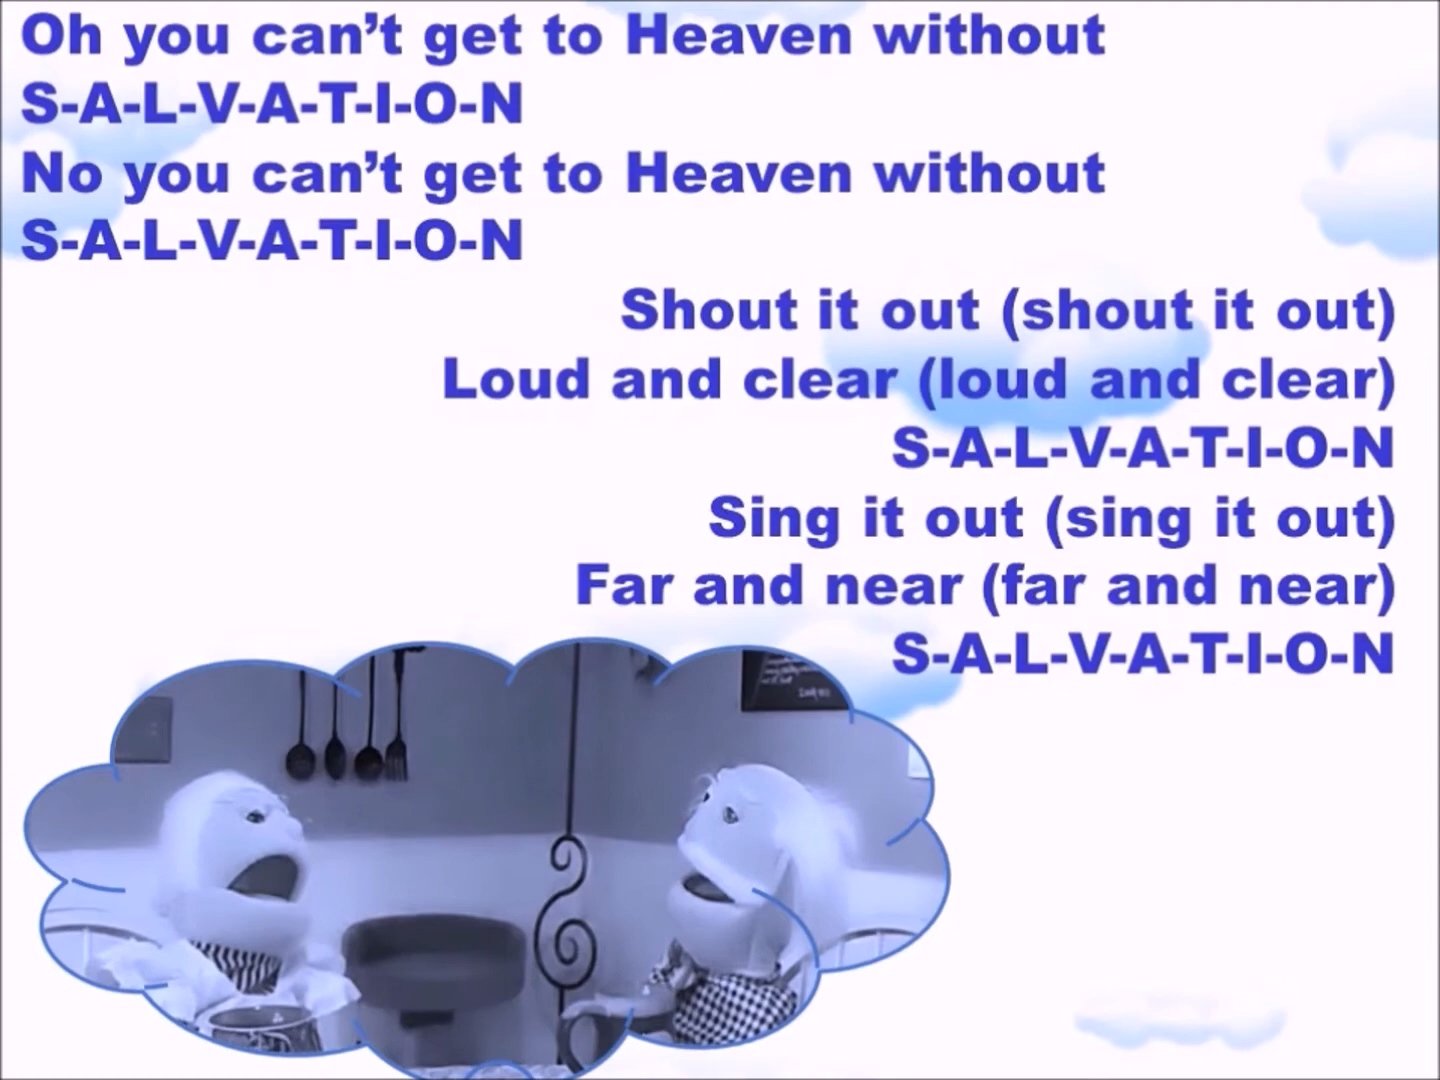 Oh you can’t get to Heaven without
S-A-L-V-A-T-I-O-N
No you can’t get to Heaven without
S-A-L-V-A-T-I-O-N
Shout it out (shout it out)
Loud and clear (loud and clear)
S-A-L-V-A-T-I-O-N
Sing it out (sing it out)
Far and near (far and near)
S-A-L-V-A-T-I-O-N